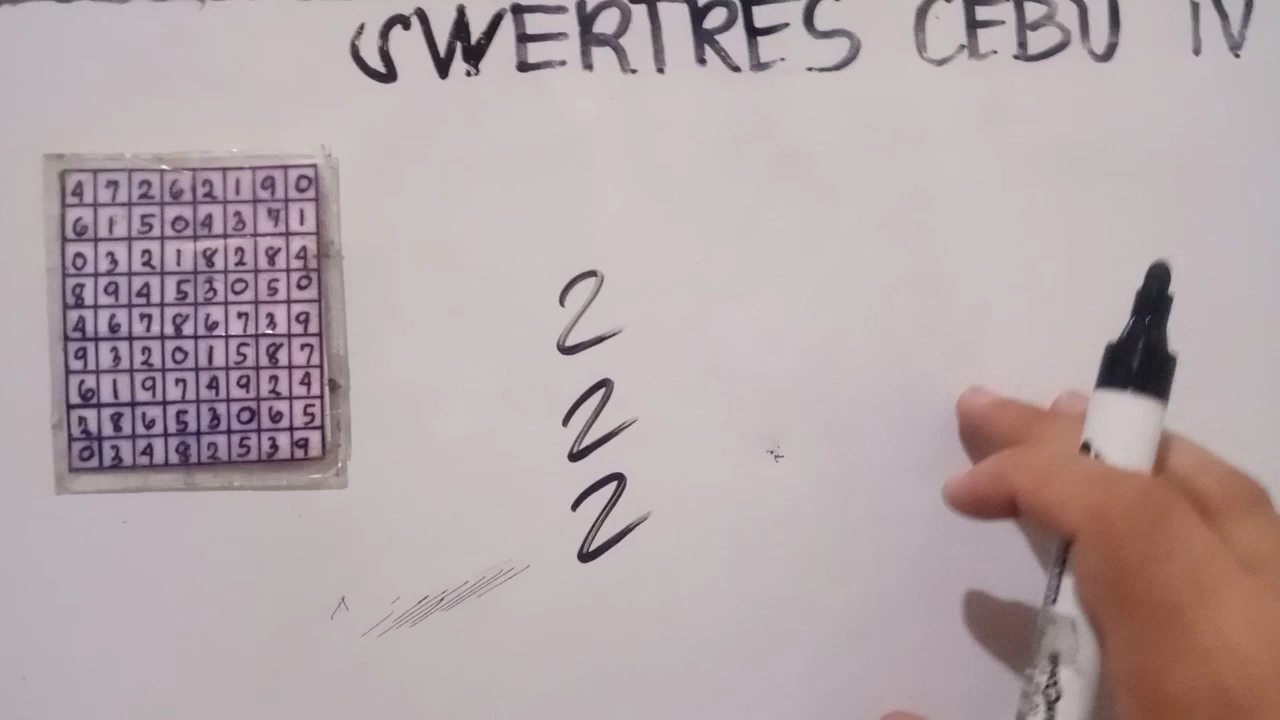 SWERTRES CEBU TV
4 7 2 6 2 1 9 0
6 1 5 0 4 3 7 1
0 3 2 1 8 2 8 4
8 9 4 5 3 0 5 0
4 6 7 8 6 7 3 9
9 3 2 0 1 5 8 7
6 1 9 7 4 9 2 4
3 8 6 5 3 0 6 5
0 3 4 8 2 5 3 9
2
2
2